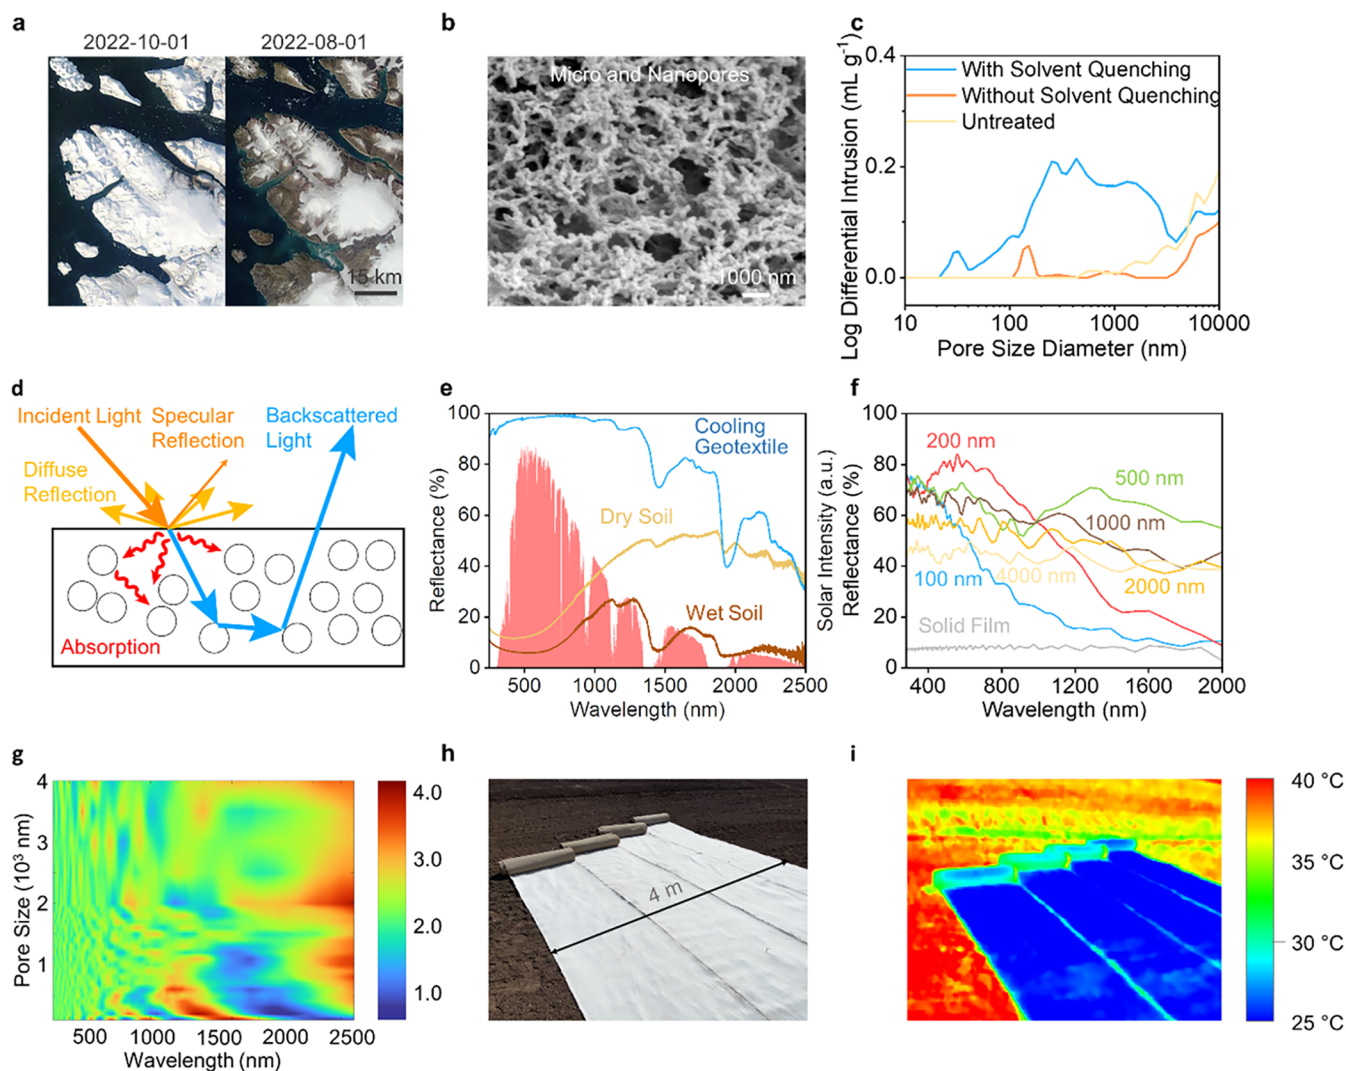 a
2022-10-01
2022-08-01
15 km
b
Micro and Nanopores
1000 nm
c
Log Differential Intrusion (mL g⁻¹)
0.4
0.2
0.0
With Solvent Quenching
Without Solvent Quenching
Untreated
10
100
1000
10000
Pore Size Diameter (nm)
d
Incident Light
Specular
Reflection
Backscattered
Light
Diffuse
Reflection
Absorption
e
Reflectance (%)
100
80
60
40
20
0
Cooling
Geotextile
Dry Soil
Wet Soil
500
1000
1500
2000
2500
Wavelength (nm)
Solar Intensity (a.u.)
f
Reflectance (%)
100
80
60
40
20
0
200 nm
500 nm
1000 nm
100 nm
4000 nm
2000 nm
Solid Film
400
800
1200
1600
2000
Wavelength (nm)
g
Pore Size (10³ nm)
4
3
2
1
500
1000
1500
2000
2500
Wavelength (nm)
4.0
3.0
2.0
1.0
h
4 m
i
40 °C
35 °C
30 °C
25 °C